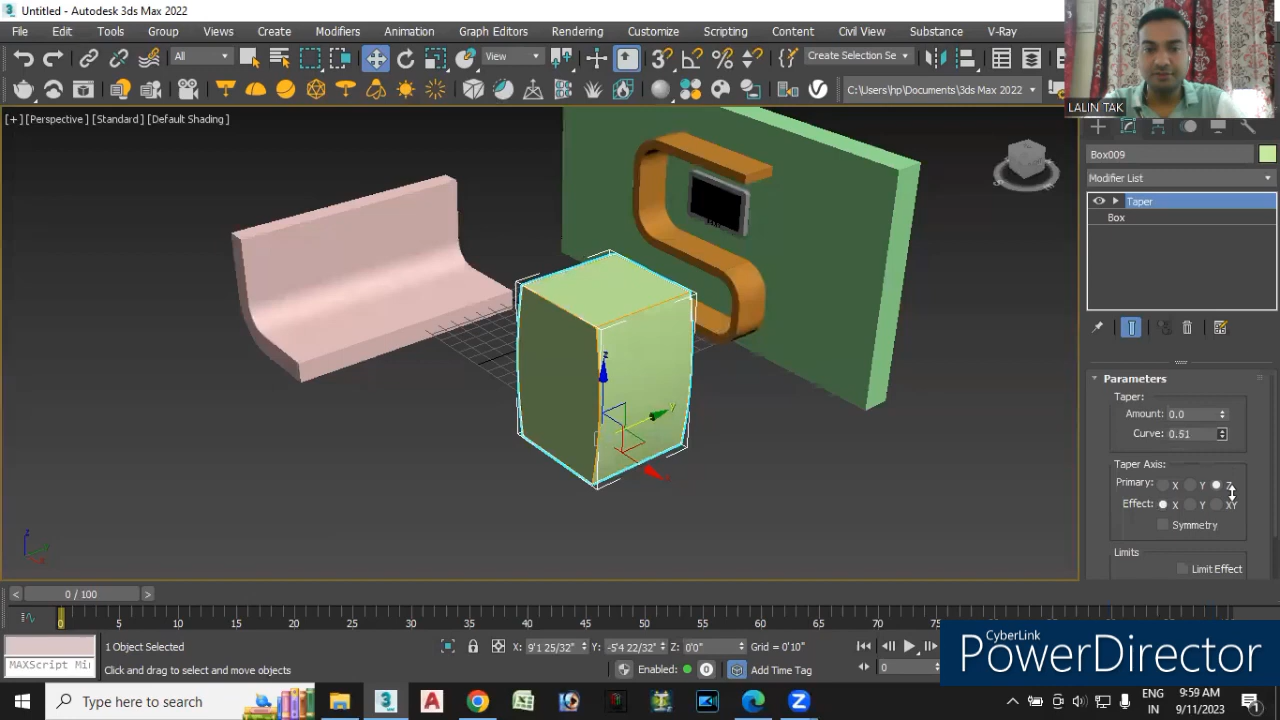 Untitled - Autodesk 3ds Max 2022
File Edit Tools Group Views Create Modifiers Animation Graph Editors Rendering Customize Scripting Content Civil View Substance V-Ray
All View Create Selection Se
C:\Users\hp\Documents\3ds Max 2022
LALIN TAK
[+] [Perspective] [Standard] [Default Shading]
Box009
Modifier List
Taper
Box
Parameters
Taper:
Amount: 0.0
Curve: 0.51
Taper Axis:
Primary: X Y Z
Effect: X Y XY
Symmetry
Limits
Limit Effect
z
y
< 0 / 100 >
0 5 10 15 20 25 30 35 40 45 50 55 60 65 70 75 80
1 Object Selected X: 9'1 25/32" Y: -5'4 22/32" Z: 0'0" Grid = 0'10"
MAXScript Mi
Click and drag to select and move objects Enabled: Add Time Tag 0
CyberLink
PowerDirector
Type here to search
ENG
IN
9:59 AM
9/11/2023